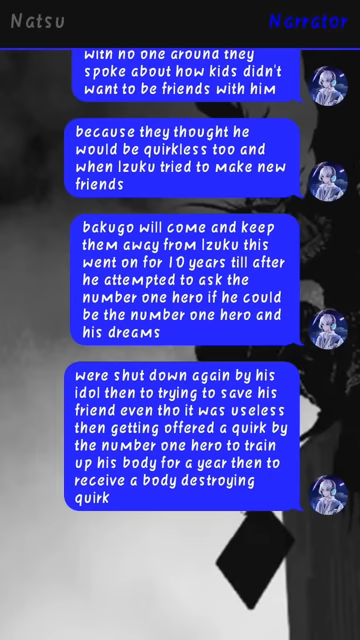 Natsu Narrator
with no one around they
spoke about how kids didn't
want to be friends with him
because they thought he
would be quirkless too and
when Izuku tried to make new
friends
bakugo will come and keep
them away from Izuku this
went on for 10 years till after
he attempted to ask the
number one hero if he could
be the number one hero and
his dreams
were shut down again by his
idol then to trying to save his
friend even tho it was useless
then getting offered a quirk by
the number one hero to train
up his body for a year then to
receive a body destroying
quirk